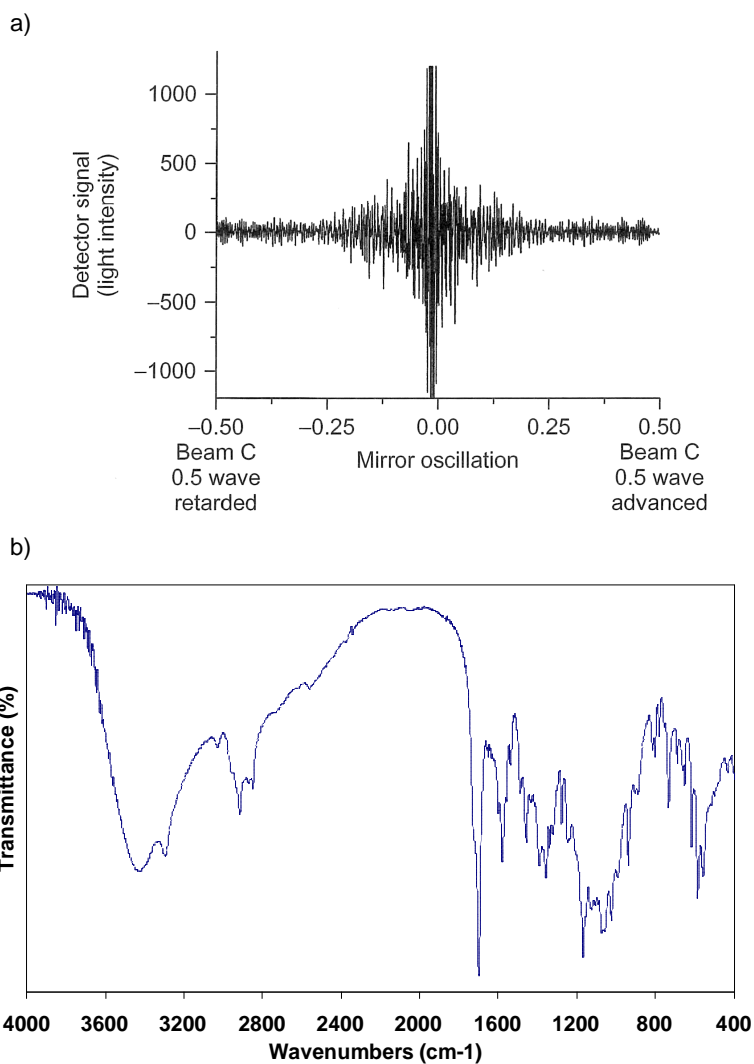 a)
1000
500
0
−500
−1000
Detector signal
(light intensity)
−0.50
−0.25
0.00
0.25
0.50
Beam C
0.5 wave
retarded
Mirror oscillation
Beam C
0.5 wave
advanced
b)
Transmittance (%)
4000 3600 3200 2800 2400 2000 1600 1200 800 400
Wavenumbers (cm-1)